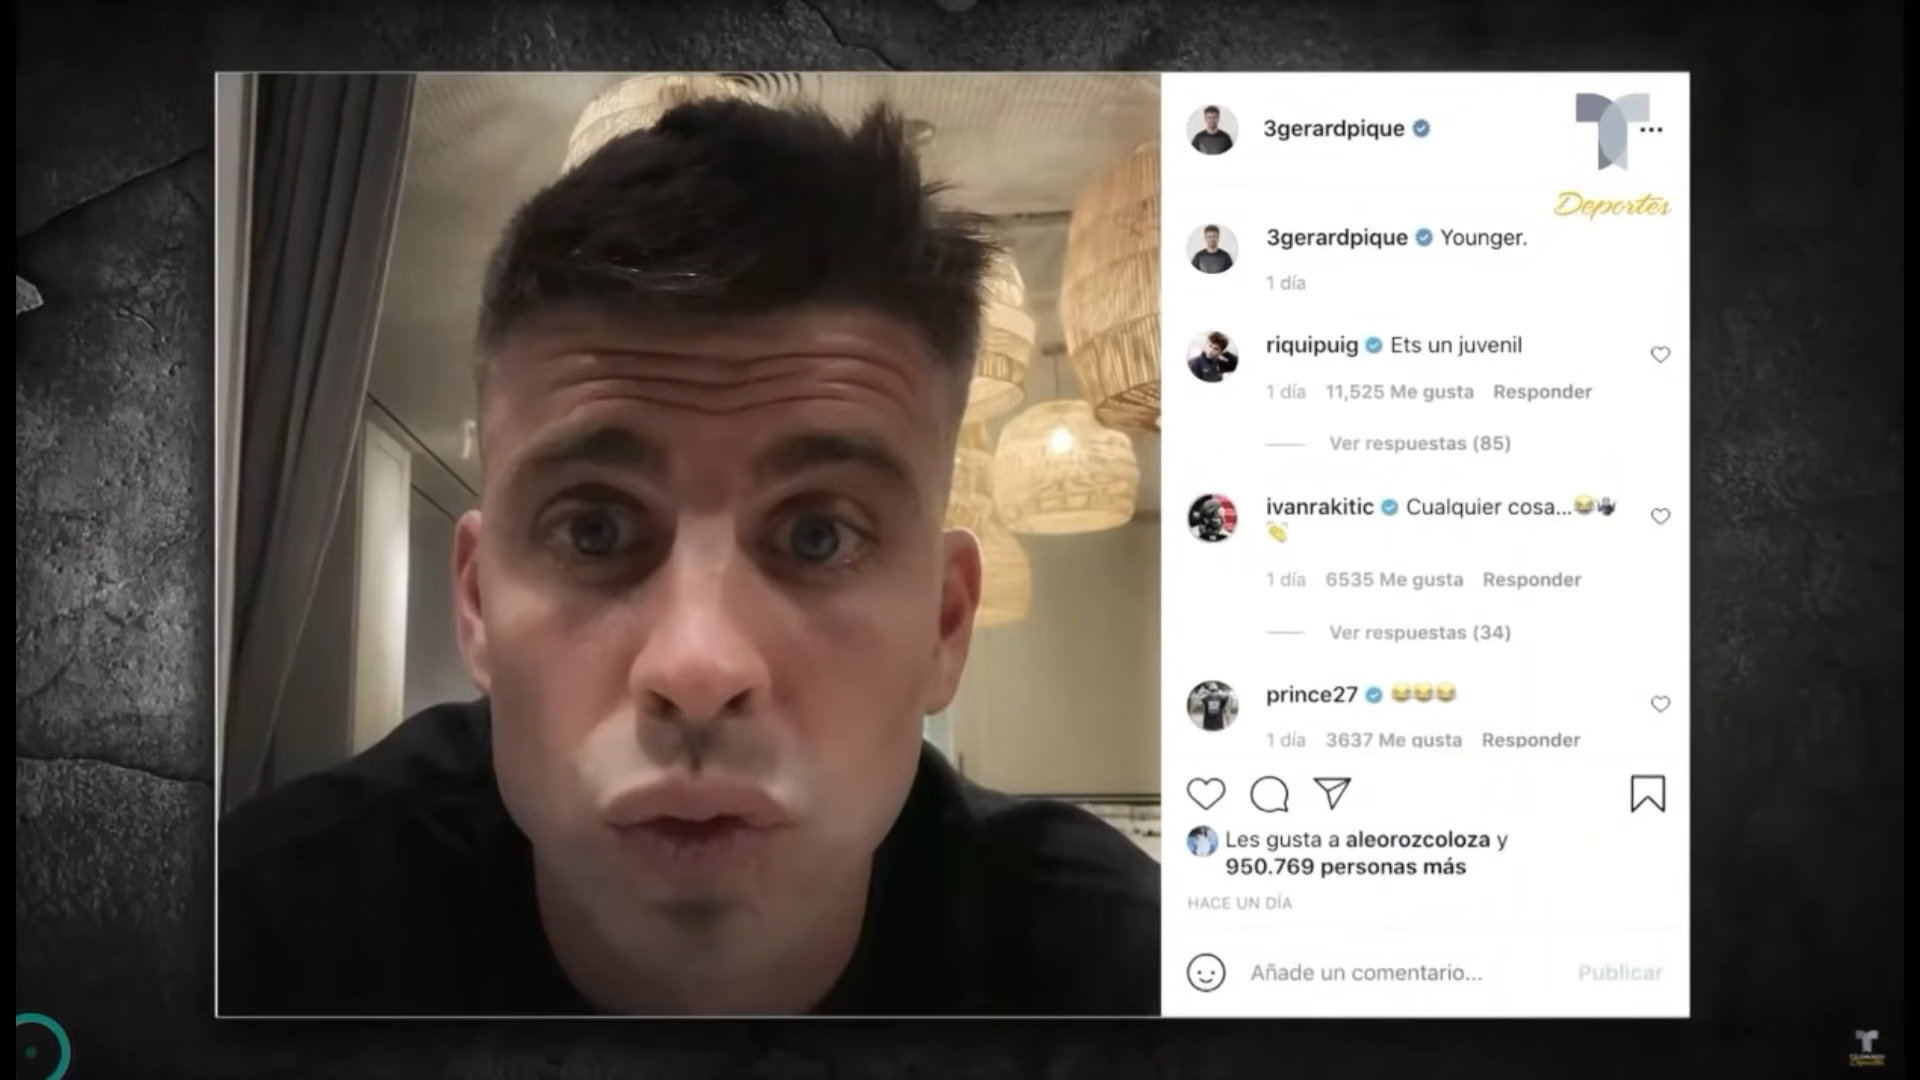 3gerardpique
Deportes
3gerardpique Younger.
1 día
riquipuig Ets un juvenil
1 día 11,525 Me gusta Responder
Ver respuestas (85)
ivanrakitic Cualquier cosa...😂🤷🏿‍♂️
👏
1 día 6535 Me gusta Responder
Ver respuestas (34)
prince27 😂😂😂
1 día 3637 Me gusta Responder
Les gusta a aleorozcoloza y
950.769 personas más
HACE UN DÍA
Añade un comentario... Publicar